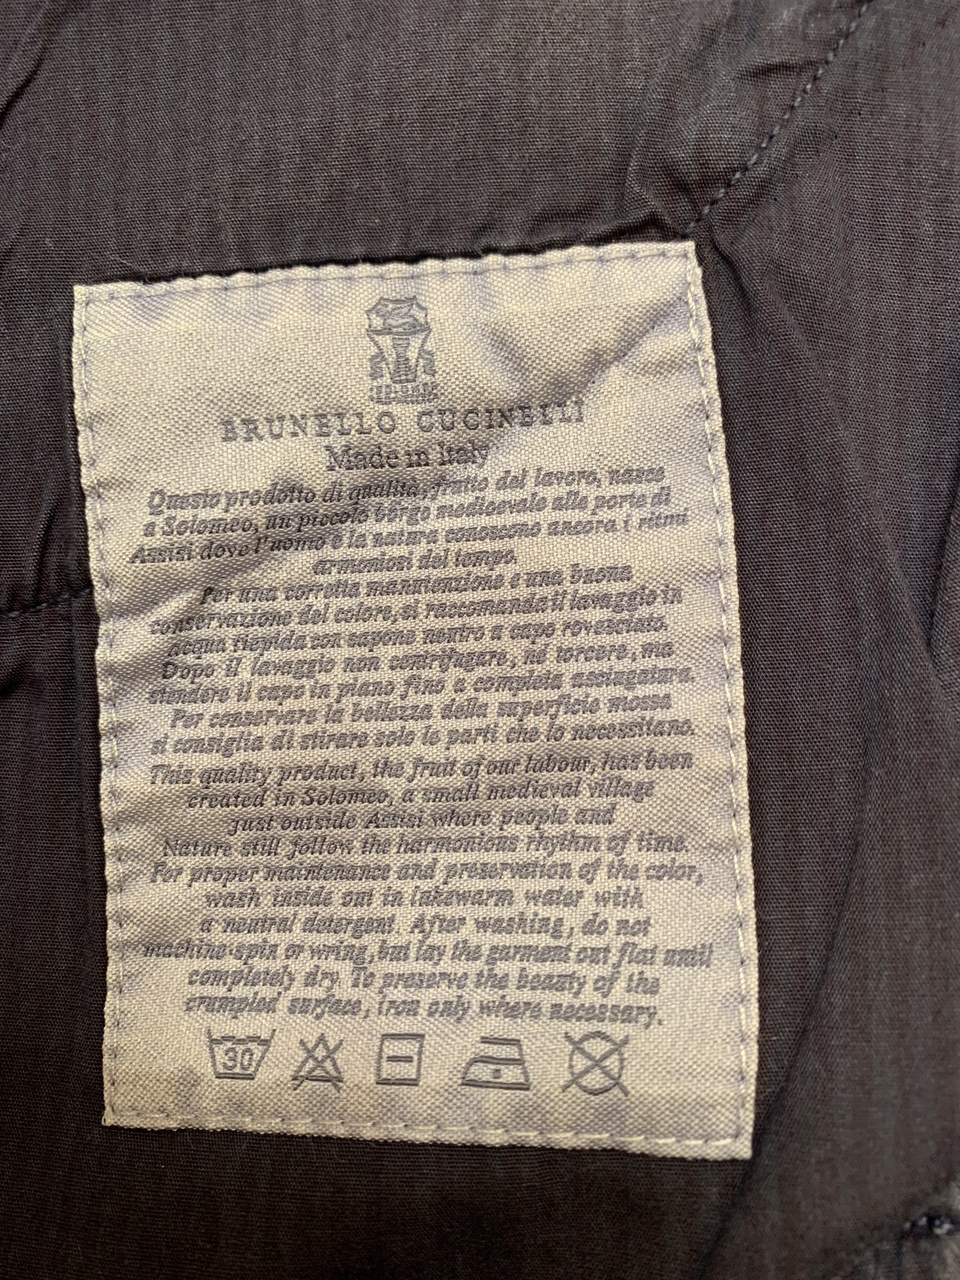 BRUNELLO CUCINELLI
Made in Italy
Questo prodotto di qualità, frutto del lavoro, nasce
a Solomeo, un piccolo borgo medioevale alle porte di
Assisi dove l'uomo e la natura conoscono ancora i ritmi
armoniosi del tempo.
Per una corretta manutenzione e una buona
conservazione del colore, si raccomanda il lavaggio in
Acqua tiepida con sapone neutro a capo rovesciato.
Dopo il lavaggio non centrifugare, né torcere, ma
stendere il capo in piano fino a completa asciugatura.
Per conservare la bellezza della superficie mossa
si consiglia di stirare solo le parti che lo necessitano.
This quality product, the fruit of our labour, has been
created in Solomeo, a small medieval village
just outside Assisi where people and
Nature still follow the harmonious rhythm of time.
For proper maintenance and preservation of the color,
wash inside out in lukewarm water with
a neutral detergent. After washing, do not
machine-spin or wring, but lay the garment out flat until
completely dry. To preserve the beauty of the
crumpled surface, iron only where necessary.
30